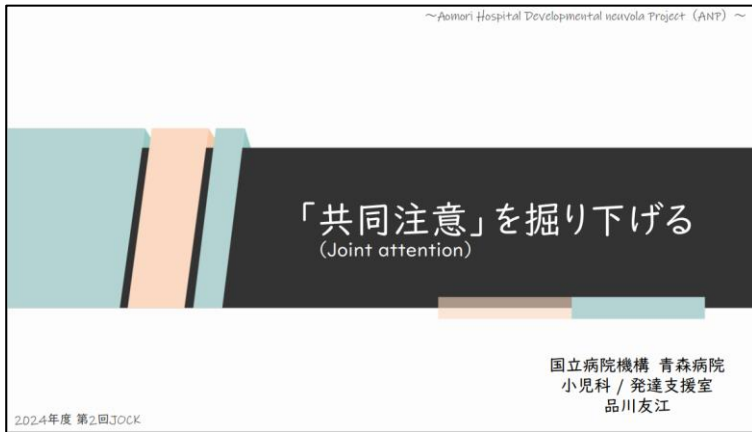 ～Aomori Hospital Developmental neuvola Project（ANP）～
「共同注意」を掘り下げる
(Joint attention)
国立病院機構 青森病院
小児科 / 発達支援室
品川友江
2024年度 第2回JOCK